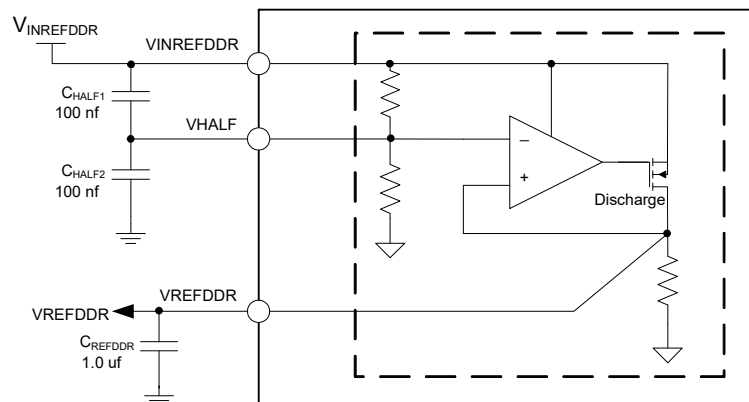 VINREFDDR
VINREFDDR
CHALF1
100 nf
VHALF
CHALF2
100 nf
−
+
Discharge
VREFDDR
VREFDDR
CREFDDR
1.0 uf